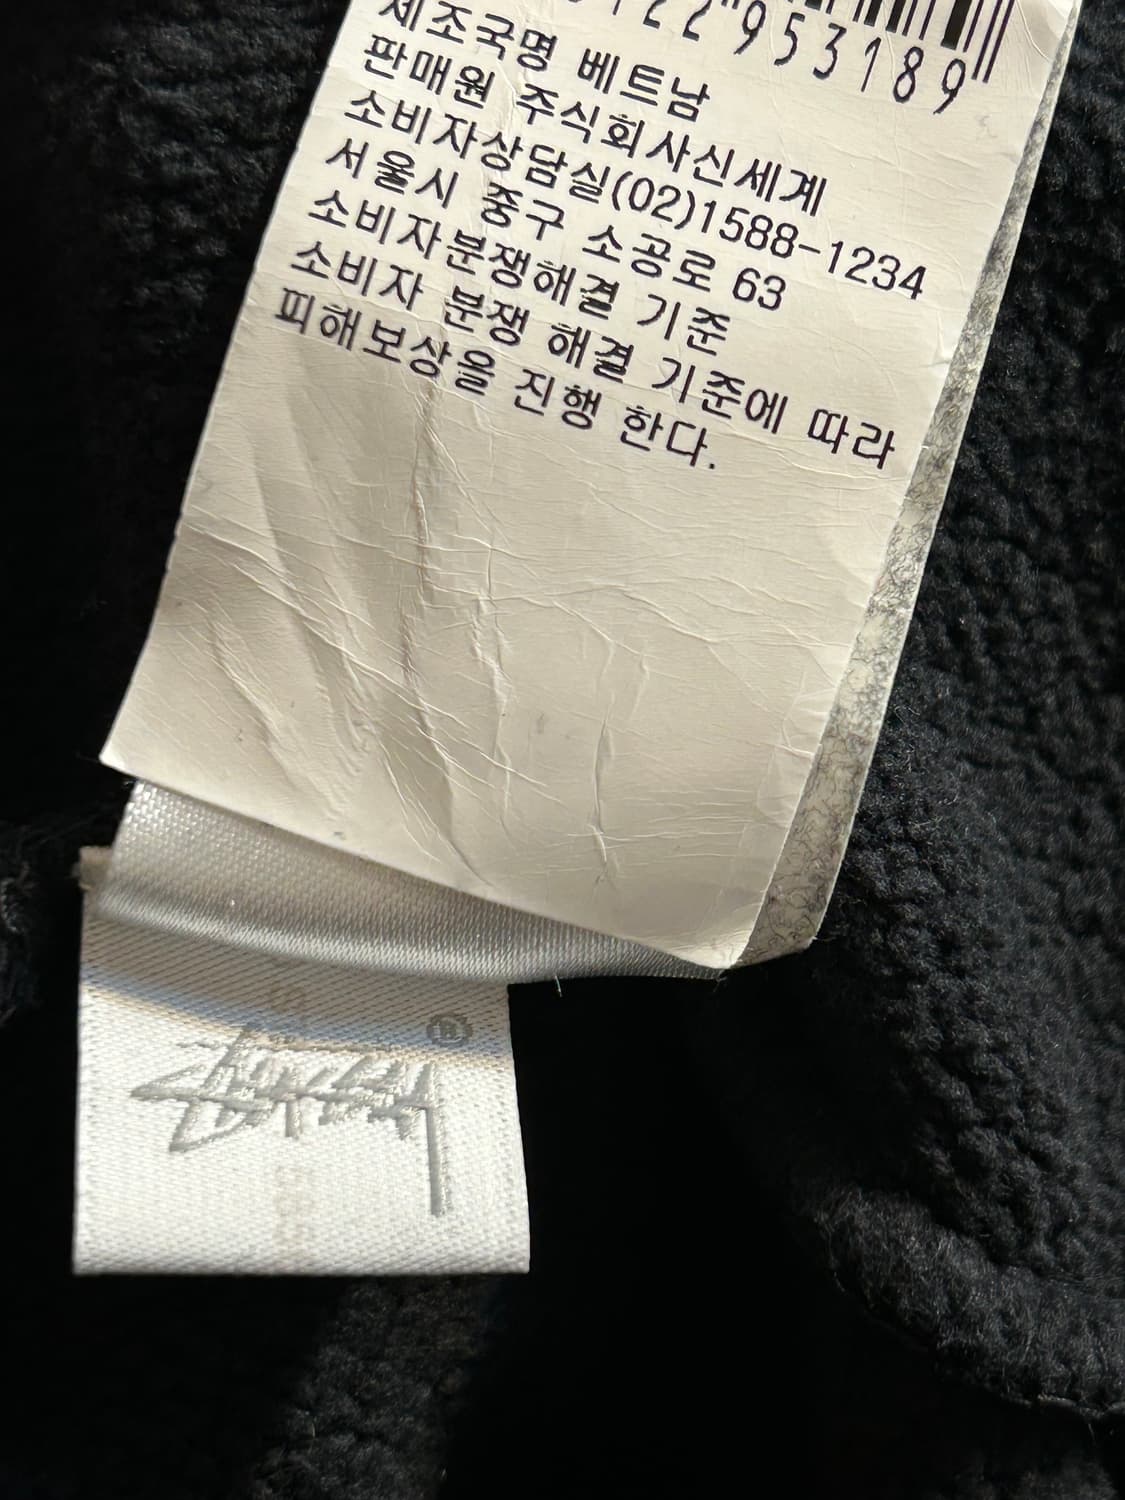 22 953189
제조국명 베트남
판매원 주식회사신세계
소비자상담실(02)1588-1234
서울시 중구 소공로 63
소비자분쟁해결 기준
소비자 분쟁 해결 기준에 따라
피해보상을 진행 한다.
®
Stüssy